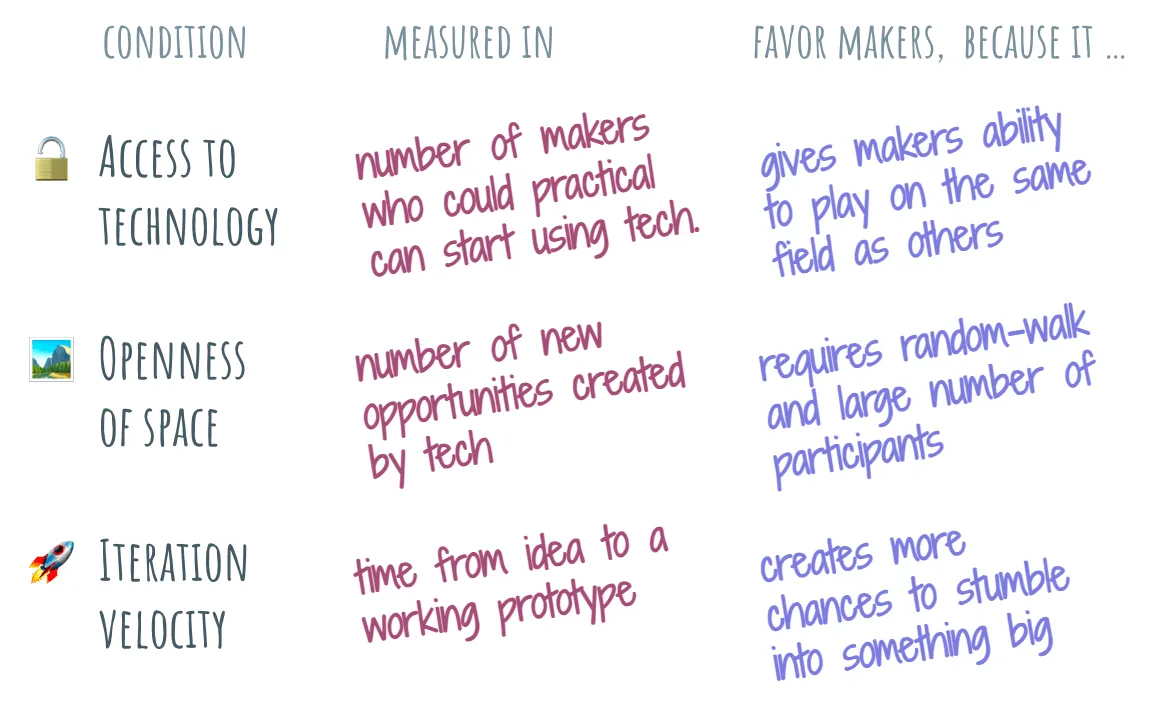 CONDITION
MEASURED IN
FAVOR MAKERS, BECAUSE IT ...
ACCESS TO
TECHNOLOGY
number of makers
who could practical
can start using tech.
gives makers ability
to play on the same
field as others
OPENNESS
OF SPACE
number of new
opportunities created
by tech
requires random-walk
and large number of
participants
ITERATION
VELOCITY
time from idea to a
working prototype
creates more
chances to stumble
into something big